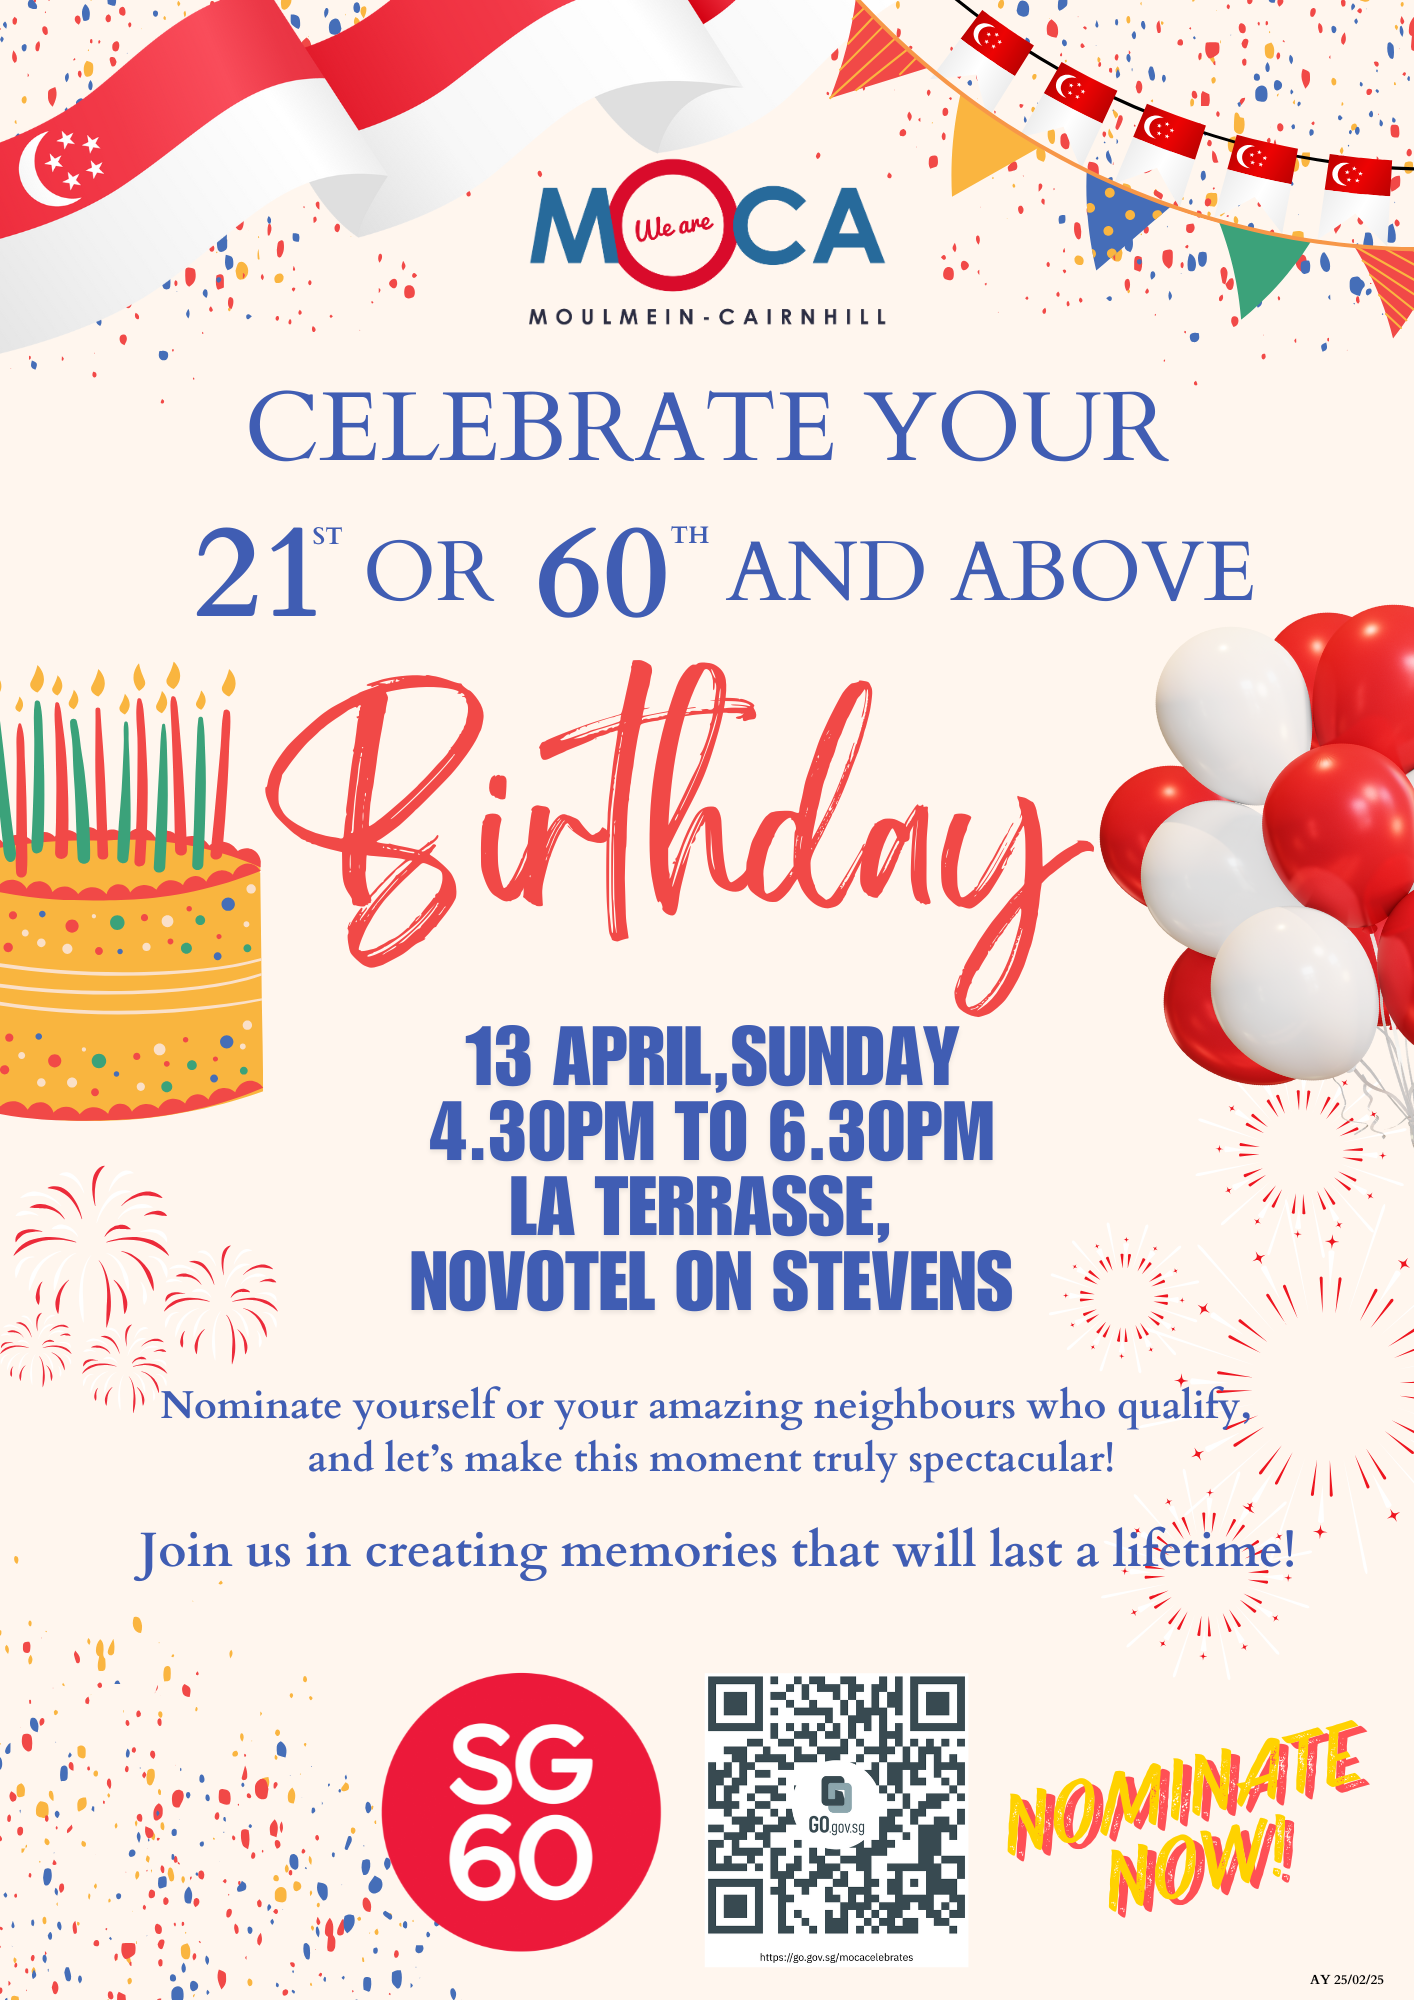 MOCA
We are
MOULMEIN-CAIRNHILL
CELEBRATE YOUR
21ST OR 60TH AND ABOVE
Birthday
13 APRIL,SUNDAY
4.30PM TO 6.30PM
LA TERRASSE,
NOVOTEL ON STEVENS
Nominate yourself or your amazing neighbours who qualify,
and let’s make this moment truly spectacular!
Join us in creating memories that will last a lifetime!
SG
60
GO.gov.sg
https://go.gov.sg/mocacelebrates
NOMINATE
NOW!
AY 25/02/25